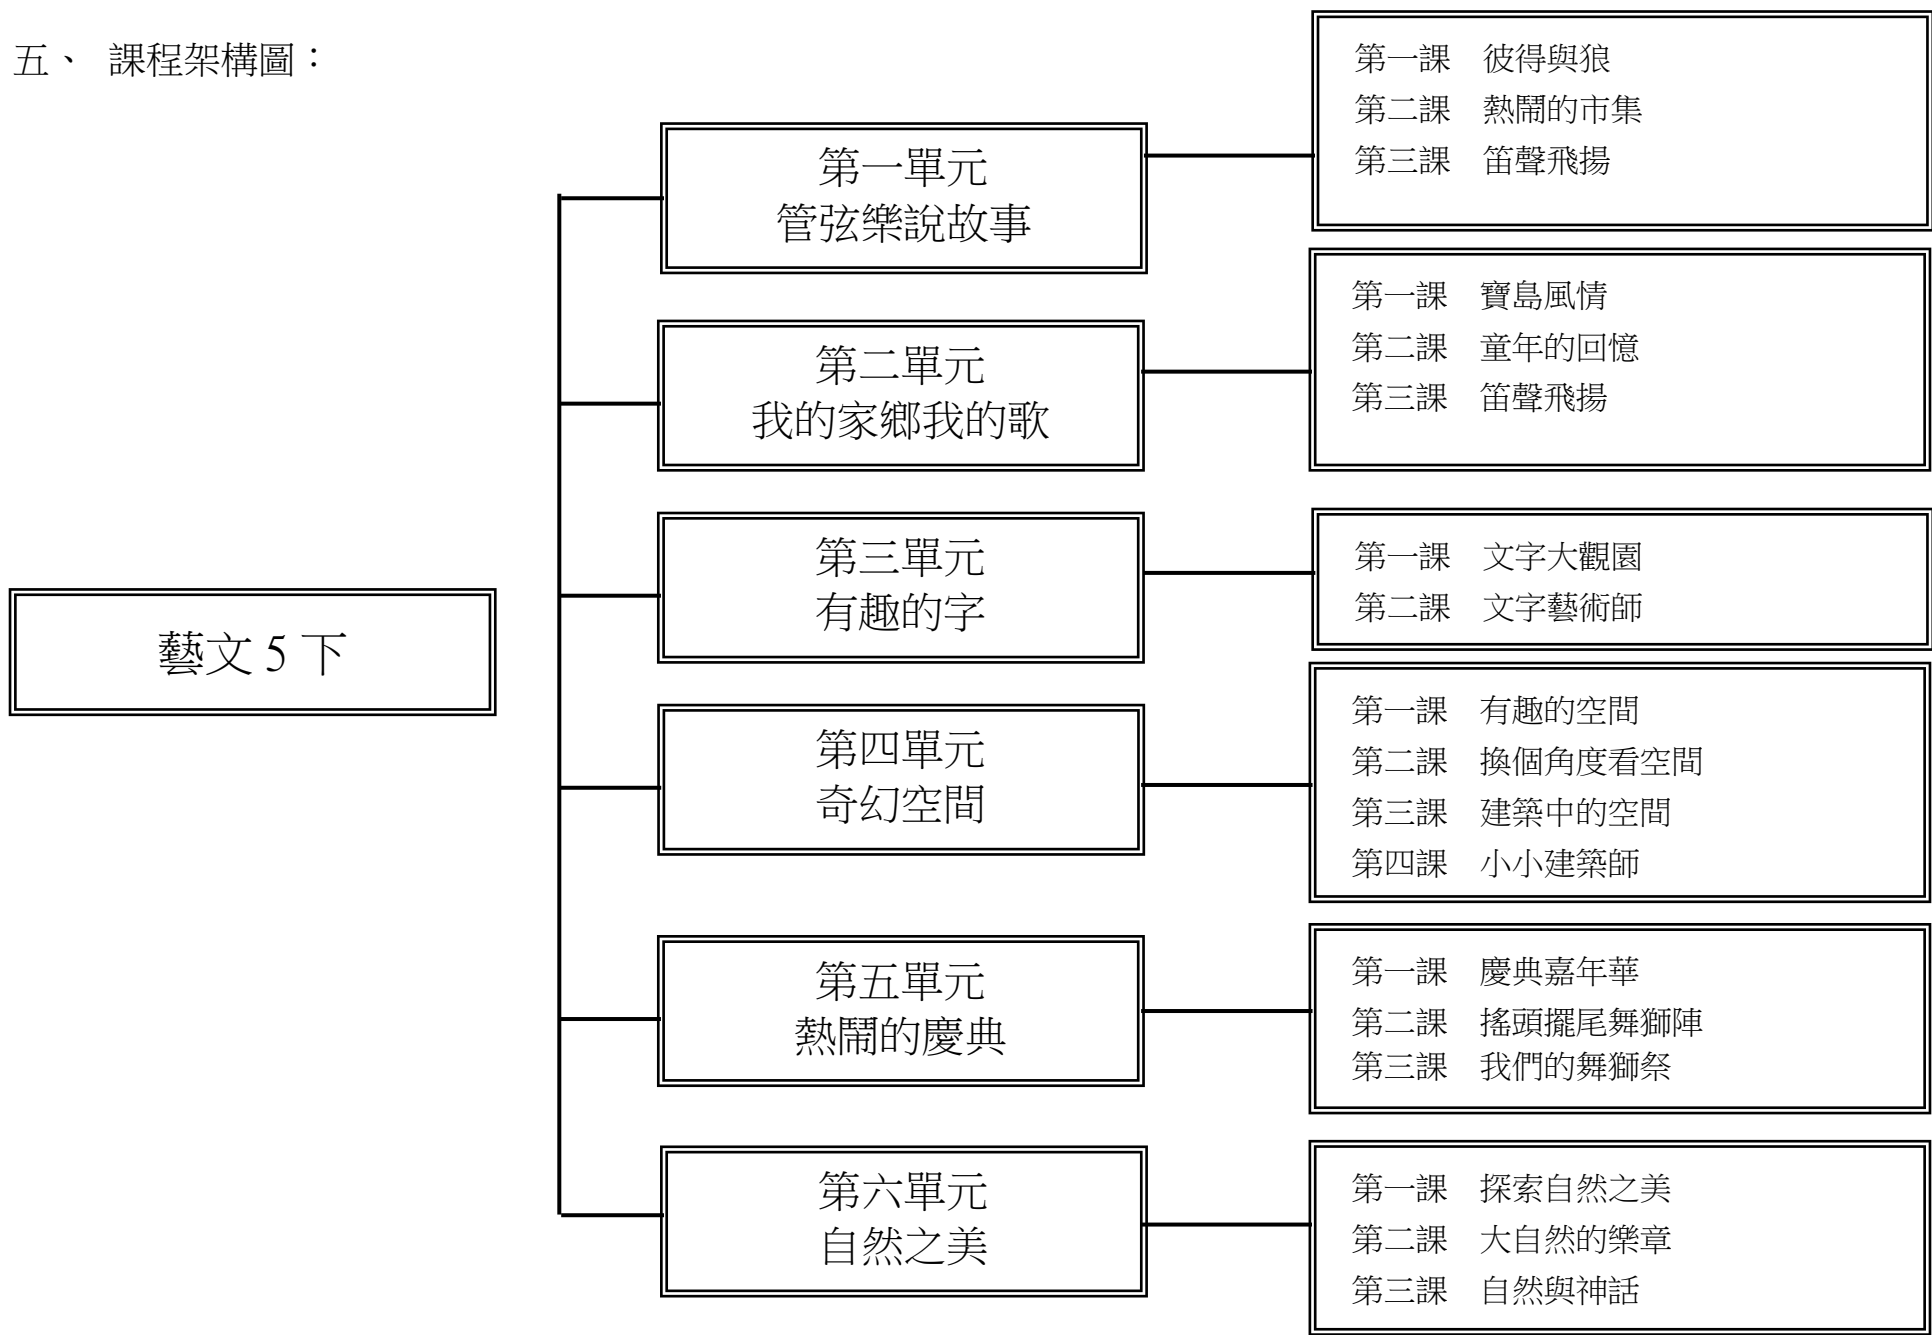 五、 課程架構圖：
藝文 5 下
第一單元
管弦樂說故事
第一課　彼得與狼
第二課　熱鬧的市集
第三課　笛聲飛揚
第二單元
我的家鄉我的歌
第一課　寶島風情
第二課　童年的回憶
第三課　笛聲飛揚
第三單元
有趣的字
第一課　文字大觀園
第二課　文字藝術師
第四單元
奇幻空間
第一課　有趣的空間
第二課　換個角度看空間
第三課　建築中的空間
第四課　小小建築師
第五單元
熱鬧的慶典
第一課　慶典嘉年華
第二課　搖頭擺尾舞獅陣
第三課　我們的舞獅祭
第六單元
自然之美
第一課　探索自然之美
第二課　大自然的樂章
第三課　自然與神話